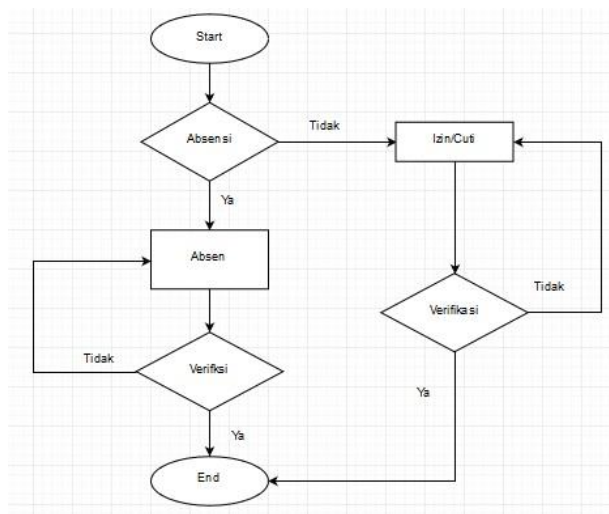 Start
Absensi
Tidak
Izin/Cuti
Ya
Absen
Tidak
Verifikasi
Tidak
Verifksi
Ya
Ya
End